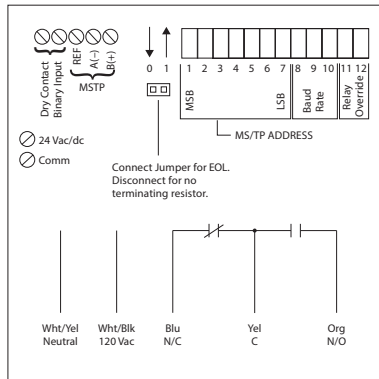 Dry Contact
Binary Input
REF
A(−)
B(+)
MSTP
0 1
1 2 3 4 5 6 7 8 9 10 11 12
MSB
LSB
Baud
Rate
Relay
Override
MS/TP ADDRESS
24 Vac/dc
Comm
Connect Jumper for EOL.
Disconnect for no
terminating resistor.
Wht/Yel Wht/Blk Blu Yel Org
Neutral 120 Vac N/C C N/O